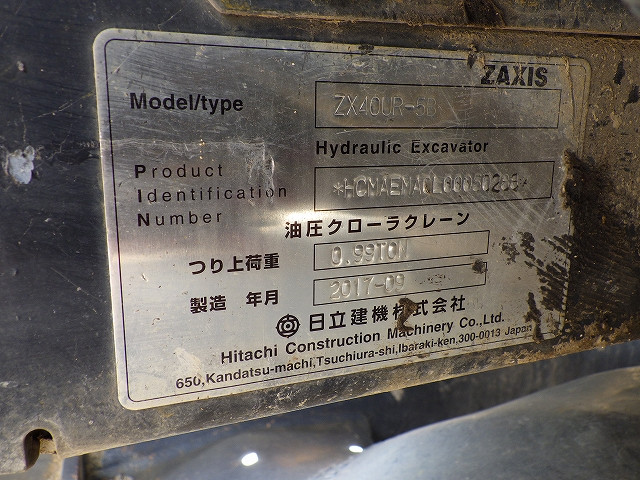 ZAXIS
Model/type ZX40UR-5B
Hydraulic Excavator
Product
Identification
Number
油圧クローラクレーン
つり上荷重 0.99TON
製造 年月 2017-09
日立建機株式会社
Hitachi Construction Machinery Co.,Ltd.
650,Kandatsu-machi,Tsuchiura-shi,Ibaraki-ken,300-0013 Japan